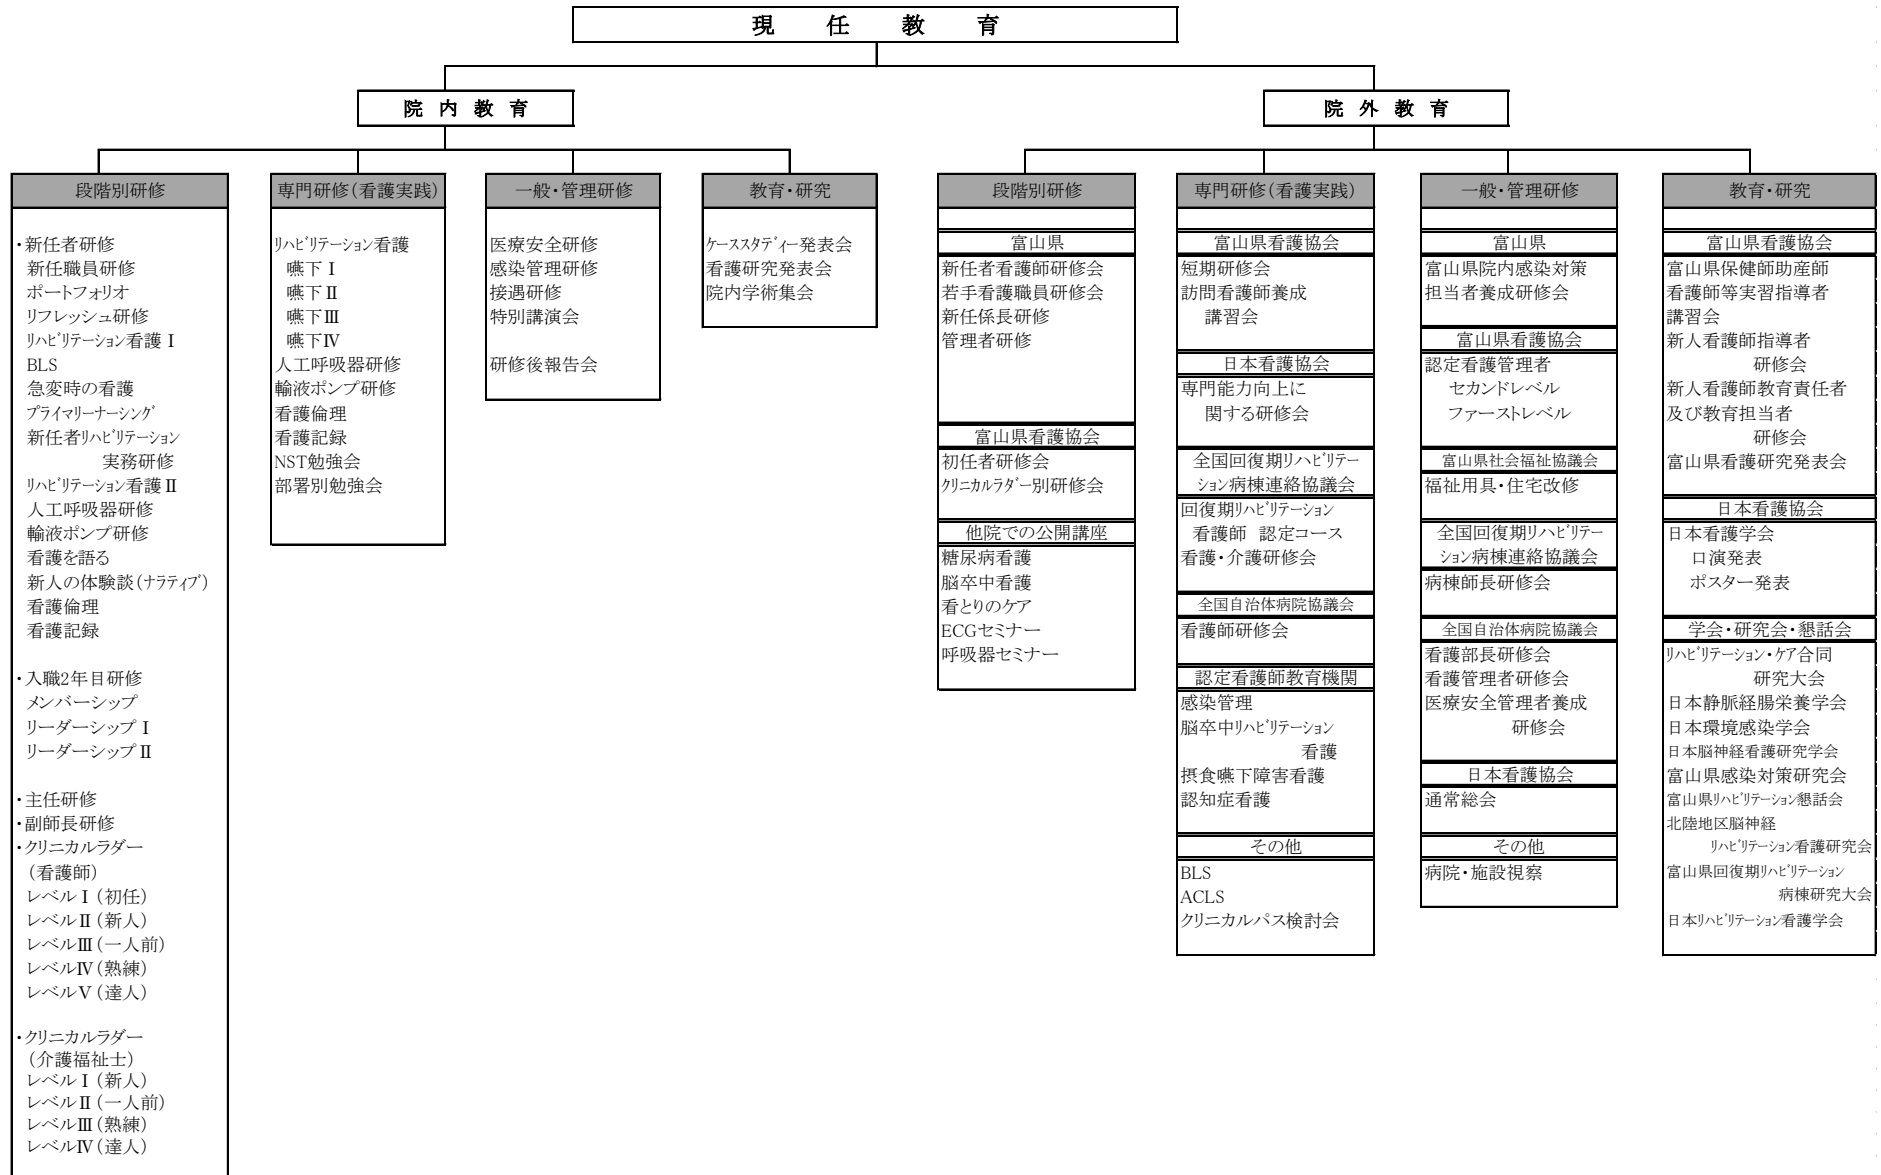 現任教育
院内教育
院外教育
段階別研修
・新任者研修
新任職員研修
ポートフォリオ
リフレッシュ研修
ﾘﾊﾋﾞﾘﾃｰｼｮﾝ看護Ⅰ
BLS
急変時の看護
ﾌﾟﾗｲﾏﾘｰﾅｰｼﾝｸﾞ
新任者ﾘﾊﾋﾞﾘﾃｰｼｮﾝ
実務研修
ﾘﾊﾋﾞﾘﾃｰｼｮﾝ看護Ⅱ
人工呼吸器研修
輸液ポンプ研修
看護を語る
新人の体験談(ﾅﾗﾃｨﾌﾞ)
看護倫理
看護記録
・入職2年目研修
メンバーシップ
リーダーシップⅠ
リーダーシップⅡ
・主任研修
・副師長研修
・クリニカルラダー
(看護師)
レベルⅠ(初任)
レベルⅡ(新人)
レベルⅢ(一人前)
レベルⅣ(熟練)
レベルⅤ(達人)
・クリニカルラダー
(介護福祉士)
レベルⅠ(新人)
レベルⅡ(一人前)
レベルⅢ(熟練)
レベルⅣ(達人)
専門研修(看護実践)
ﾘﾊﾋﾞﾘﾃｰｼｮﾝ看護
嚥下Ⅰ
嚥下Ⅱ
嚥下Ⅲ
嚥下Ⅳ
人工呼吸器研修
輸液ポンプ研修
看護倫理
看護記録
NST勉強会
部署別勉強会
一般・管理研修
医療安全研修
感染管理研修
接遇研修
特別講演会
研修後報告会
教育・研究
ｹｰｽｽﾀﾃﾞｨｰ発表会
看護研究発表会
院内学術集会
段階別研修
富山県
新任者看護師研修会
若手看護職員研修会
新任係長研修
管理者研修
富山県看護協会
初任者研修会
ｸﾘﾆｶﾙﾗﾀﾞｰ別研修会
他院での公開講座
糖尿病看護
脳卒中看護
看とりのケア
ECGセミナー
呼吸器セミナー
専門研修(看護実践)
富山県看護協会
短期研修会
訪問看護師養成
講習会
日本看護協会
専門能力向上に
関する研修会
全国回復期ﾘﾊﾋﾞﾘﾃｰ
ｼｮﾝ病棟連絡協議会
回復期ﾘﾊﾋﾞﾘﾃｰｼｮﾝ
看護師 認定コース
看護・介護研修会
全国自治体病院協議会
看護師研修会
認定看護師教育機関
感染管理
脳卒中ﾘﾊﾋﾞﾘﾃｰｼｮﾝ
看護
摂食嚥下障害看護
認知症看護
その他
BLS
ACLS
クリニカルパス検討会
一般・管理研修
富山県
富山県院内感染対策
担当者養成研修会
富山県看護協会
認定看護管理者
セカンドレベル
ファーストレベル
富山県社会福祉協議会
福祉用具・住宅改修
全国回復期ﾘﾊﾋﾞﾘﾃｰ
ｼｮﾝ病棟連絡協議会
病棟師長研修会
全国自治体病院協議会
看護部長研修会
看護管理者研修会
医療安全管理者養成
研修会
日本看護協会
通常総会
その他
病院・施設視察
教育・研究
富山県看護協会
富山県保健師助産師
看護師等実習指導者
講習会
新人看護師指導者
研修会
新人看護師教育責任者
及び教育担当者
研修会
富山県看護研究発表会
日本看護協会
日本看護学会
口演発表
ポスター発表
学会・研究会・懇話会
ﾘﾊﾋﾞﾘﾃｰｼｮﾝ・ケア合同
研究大会
日本静脈経腸栄養学会
日本環境感染学会
日本脳神経看護研究学会
富山県感染対策研究会
富山県ﾘﾊﾋﾞﾘﾃｰｼｮﾝ懇話会
北陸地区脳神経
ﾘﾊﾋﾞﾘﾃｰｼｮﾝ看護研究会
富山県回復期ﾘﾊﾋﾞﾘﾃｰｼｮﾝ
病棟研究大会
日本ﾘﾊﾋﾞﾘﾃｰｼｮﾝ看護学会